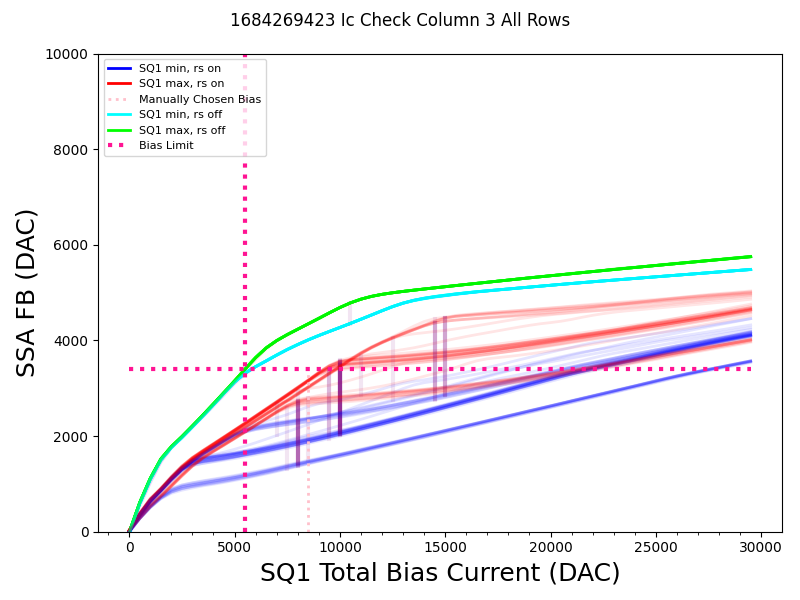 1684269423 Ic Check Column 3 All Rows
10000
8000
6000
4000
2000
0
SSA FB (DAC)
SQ1 min, rs on
SQ1 max, rs on
Manually Chosen Bias
SQ1 min, rs off
SQ1 max, rs off
Bias Limit
0 5000 10000 15000 20000 25000 30000
SQ1 Total Bias Current (DAC)